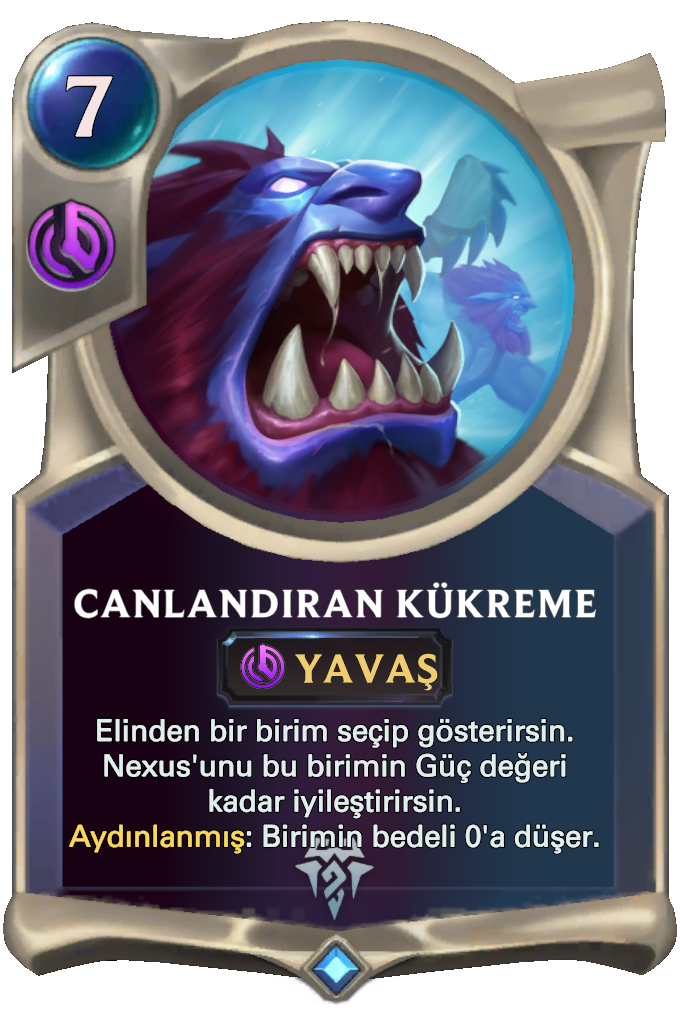 7
CANLANDIRAN KÜKREME
YAVAŞ
Elinden bir birim seçip gösterirsin.
Nexus'unu bu birimin Güç değeri
kadar iyileştirirsin.
Aydınlanmış: Birimin bedeli 0'a düşer.